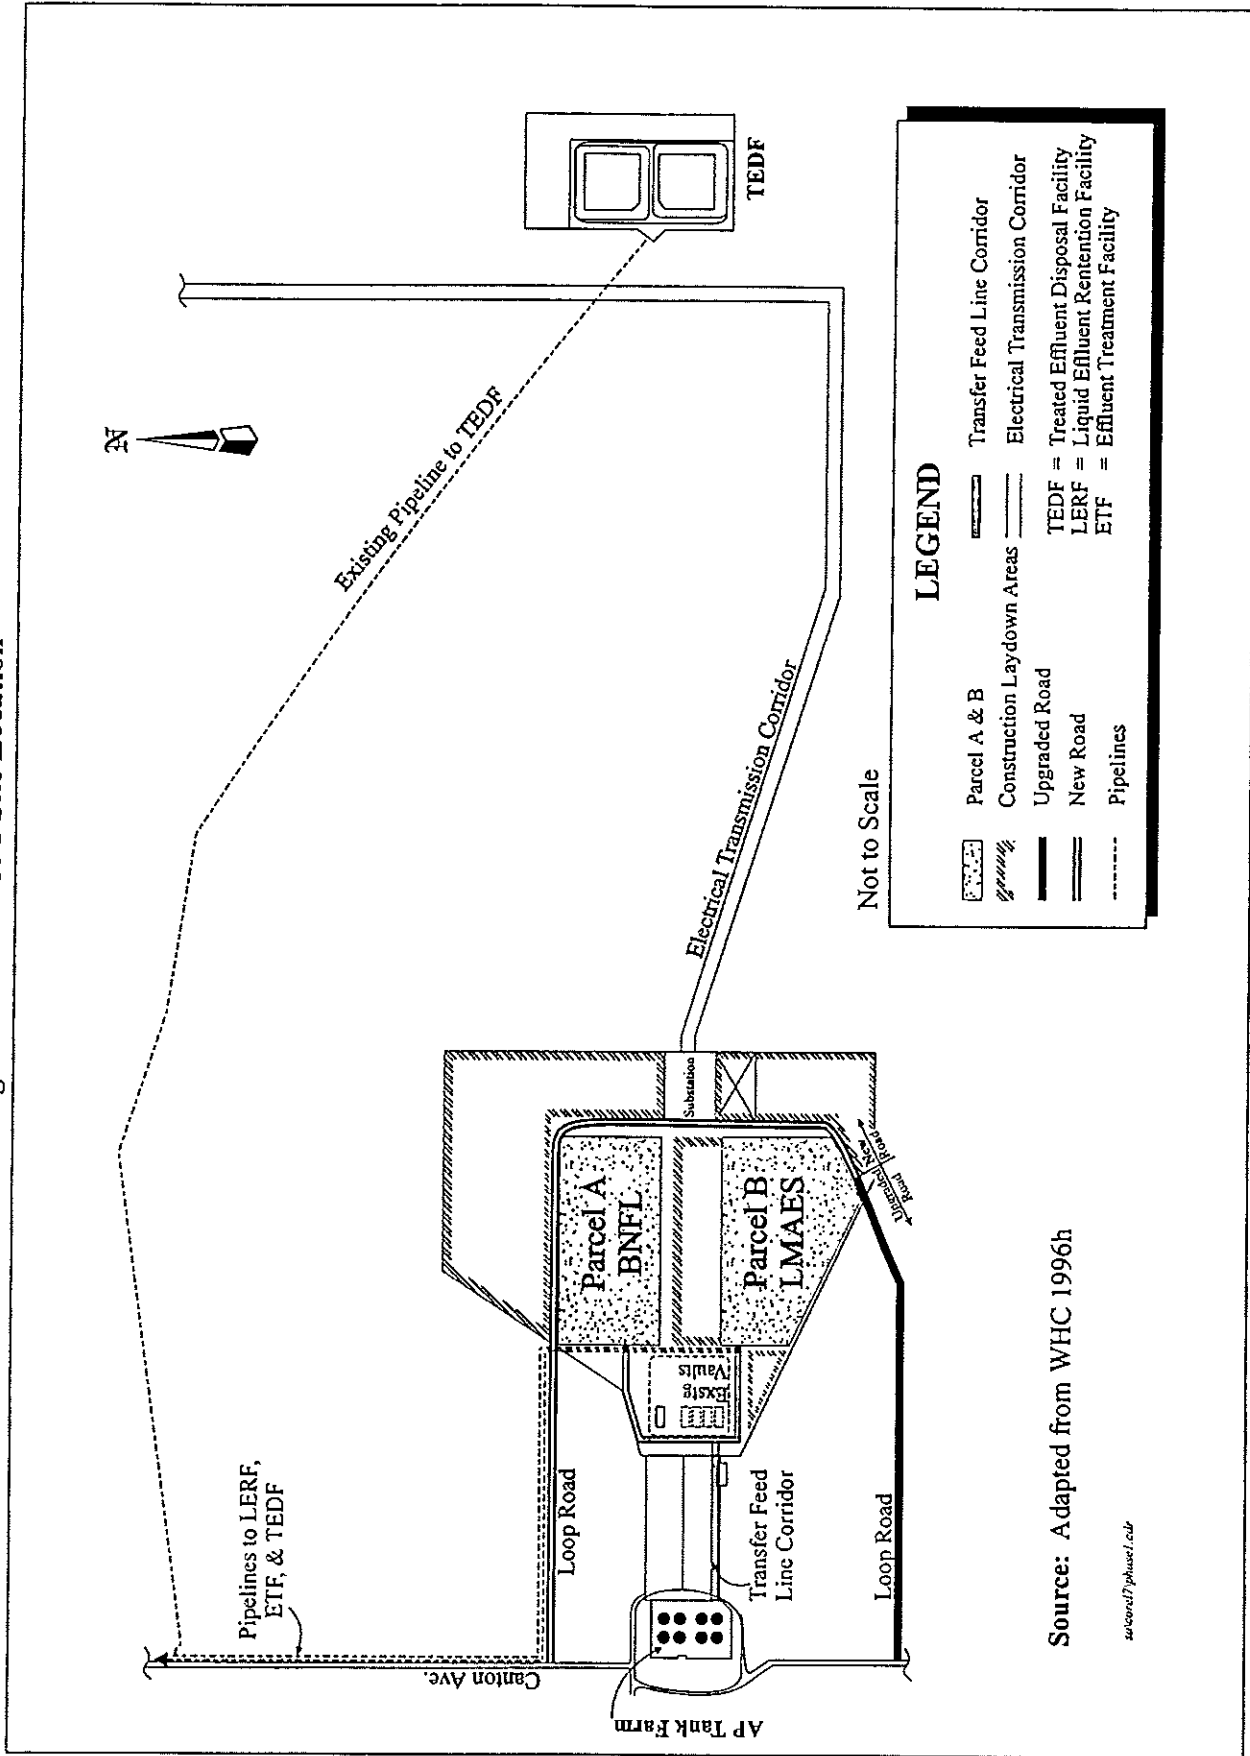 N
Existing Pipeline to TEDF
TEDF
Electrical Transmission Corridor
Pipelines to LERF,
ETF, & TEDF
Canton Ave.
Loop Road
Parcel A
BNFL
Substation
Parcel B
LMAES
Exstg
Vaults
New
Road
Upgraded
Road
Transfer Feed
Line Corridor
AP Tank Farm
Loop Road
Not to Scale
LEGEND
Parcel A & B
Construction Laydown Areas
Upgraded Road
New Road
Pipelines
Transfer Feed Line Corridor
Electrical Transmission Corridor
TEDF = Treated Effluent Disposal Facility
LERF = Liquid Effluent Rentention Facility
ETF = Effluent Treatment Facility
Source: Adapted from WHC 1996h